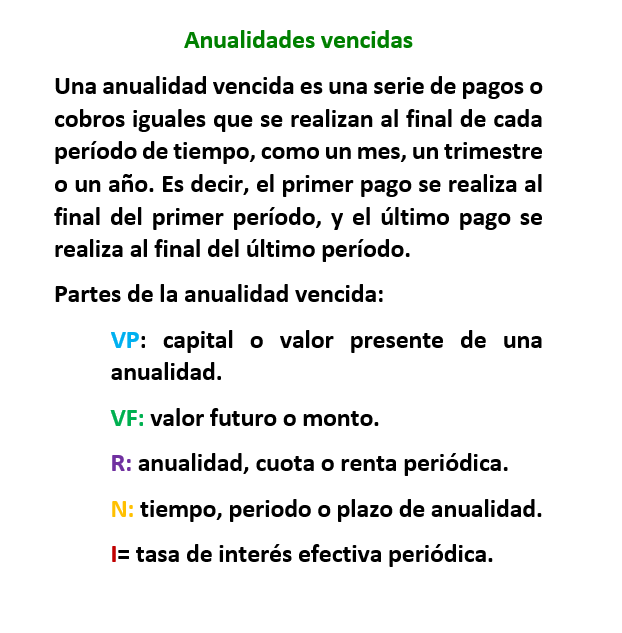 Anualidades vencidas
Una anualidad vencida es una serie de pagos o
cobros iguales que se realizan al final de cada
período de tiempo, como un mes, un trimestre
o un año. Es decir, el primer pago se realiza al
final del primer período, y el último pago se
realiza al final del último período.
Partes de la anualidad vencida:
VP: capital o valor presente de una
anualidad.
VF: valor futuro o monto.
R: anualidad, cuota o renta periódica.
N: tiempo, periodo o plazo de anualidad.
I= tasa de interés efectiva periódica.